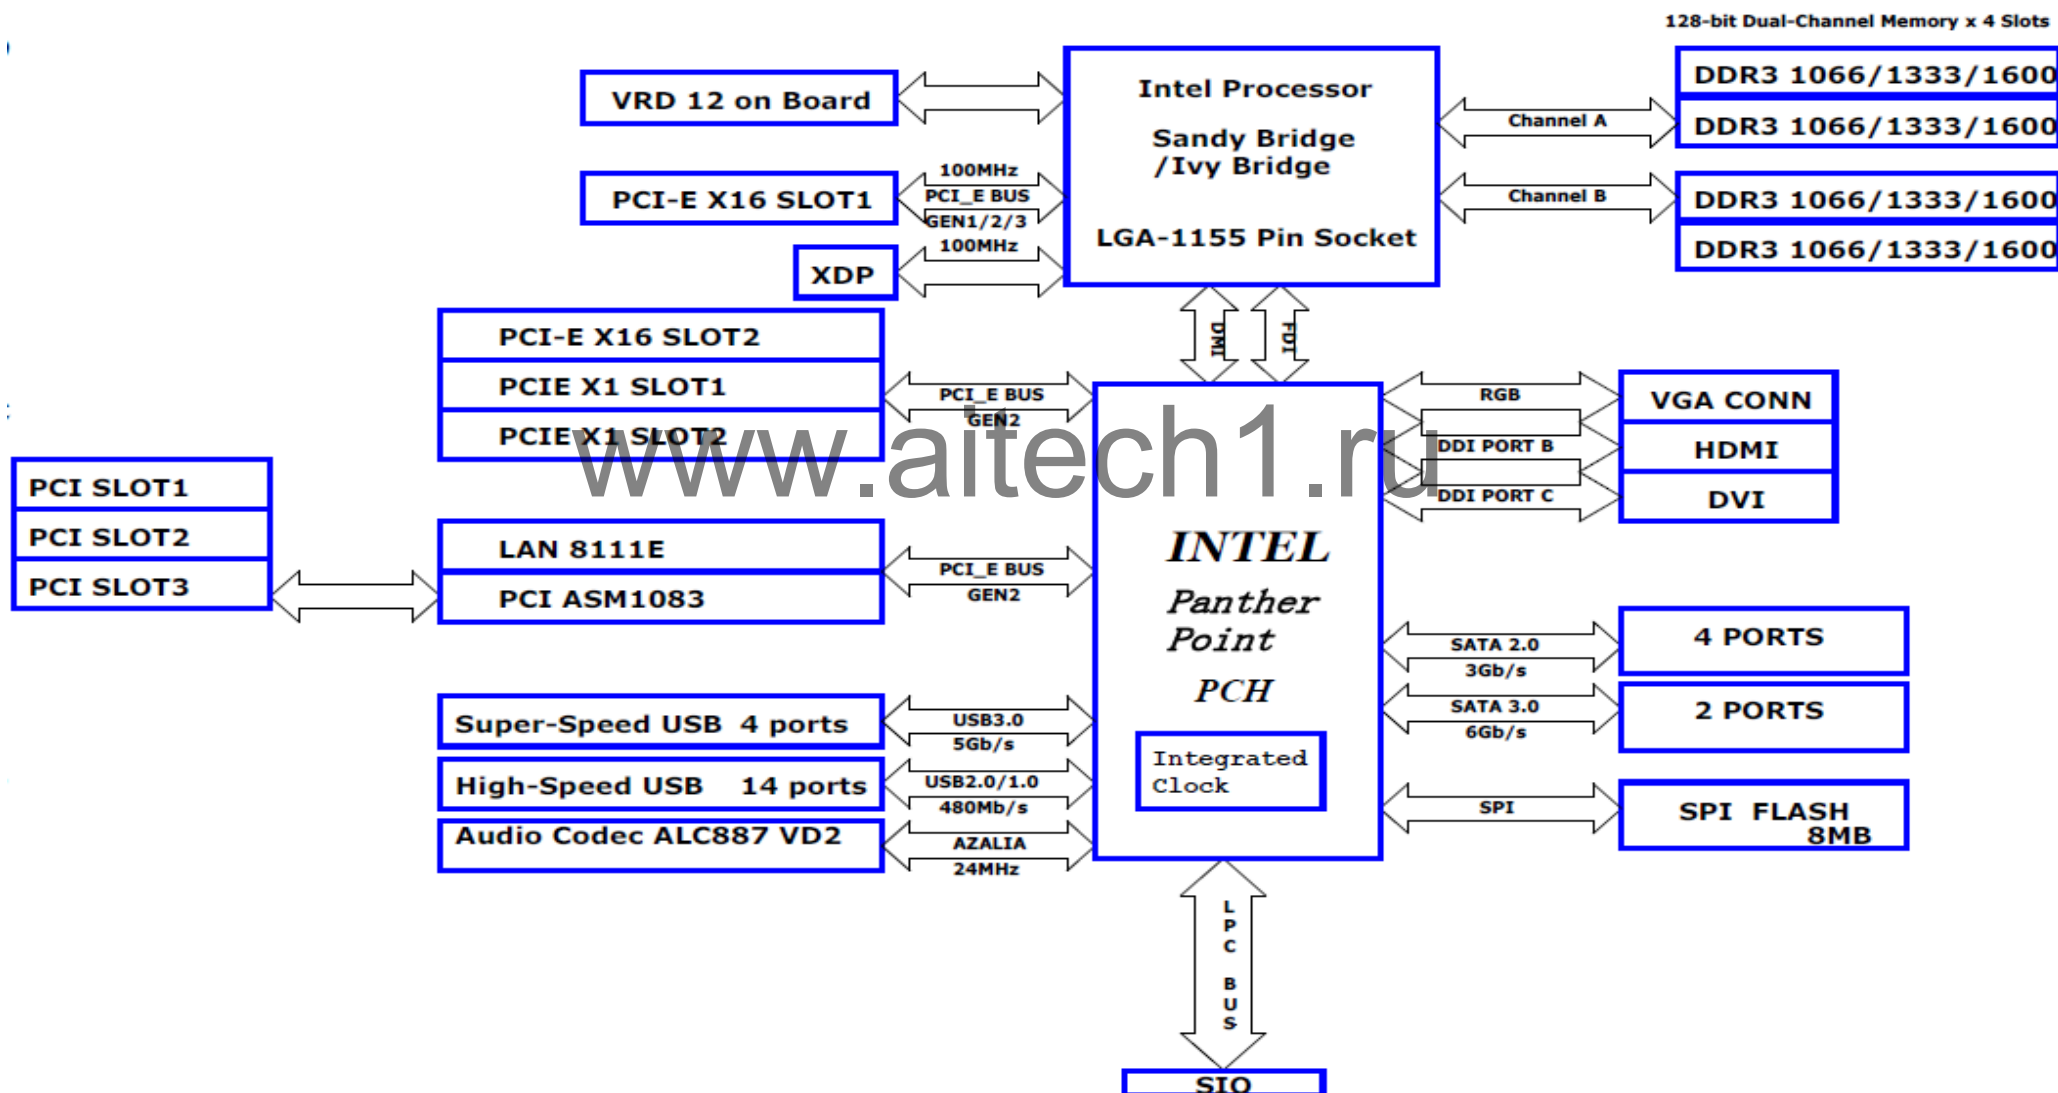 128-bit Dual-Channel Memory x 4 Slots
VRD 12 on Board
PCI-E X16 SLOT1
100MHz
PCI_E BUS
GEN1/2/3
XDP
100MHz
Intel Processor
Sandy Bridge
/Ivy Bridge
LGA-1155 Pin Socket
Channel A
Channel B
DDR3 1066/1333/1600
DDR3 1066/1333/1600
DDR3 1066/1333/1600
DDR3 1066/1333/1600
DMI
FDI
PCI-E X16 SLOT2
PCIE X1 SLOT1
PCIE X1 SLOT2
PCI_E BUS
GEN2
RGB
DDI PORT B
DDI PORT C
VGA CONN
HDMI
DVI
www.aitech1.ru
PCI SLOT1
PCI SLOT2
PCI SLOT3
LAN 8111E
PCI ASM1083
PCI_E BUS
GEN2
INTEL
Panther
Point
PCH
Integrated
Clock
SATA 2.0
3Gb/s
4 PORTS
SATA 3.0
6Gb/s
2 PORTS
Super-Speed USB 4 ports
USB3.0
5Gb/s
High-Speed USB 14 ports
USB2.0/1.0
480Mb/s
Audio Codec ALC887 VD2
AZALIA
24MHz
SPI
SPI FLASH
8MB
LPC BUS
SIO